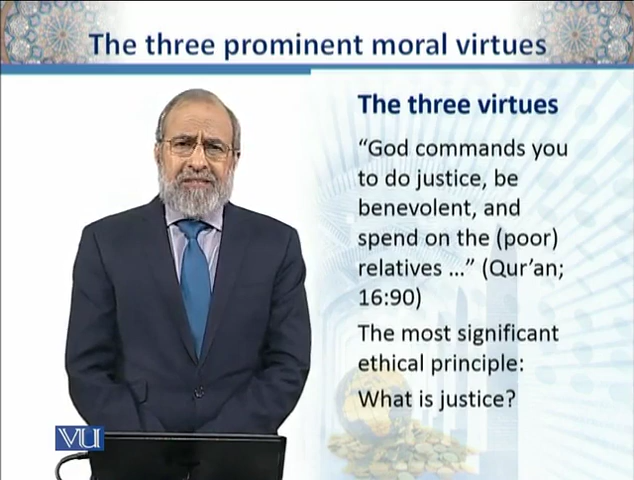 The three prominent moral virtues
The three virtues
“God commands you
to do justice, be
benevolent, and
spend on the (poor)
relatives …” (Qur’an;
16:90)
The most significant
ethical principle:
What is justice?
VU